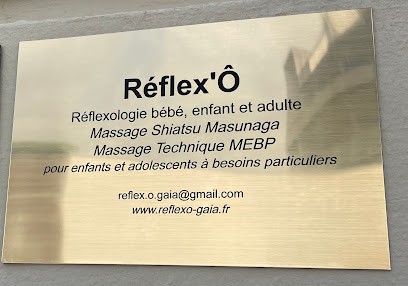 Réflex'Ô
Réflexologie bébé, enfant et adulte
Massage Shiatsu Masunaga
Massage Technique MEBP
pour enfants et adolescents à besoins particuliers
reflex.o.gaia@gmail.com
www.reflexo-gaia.fr